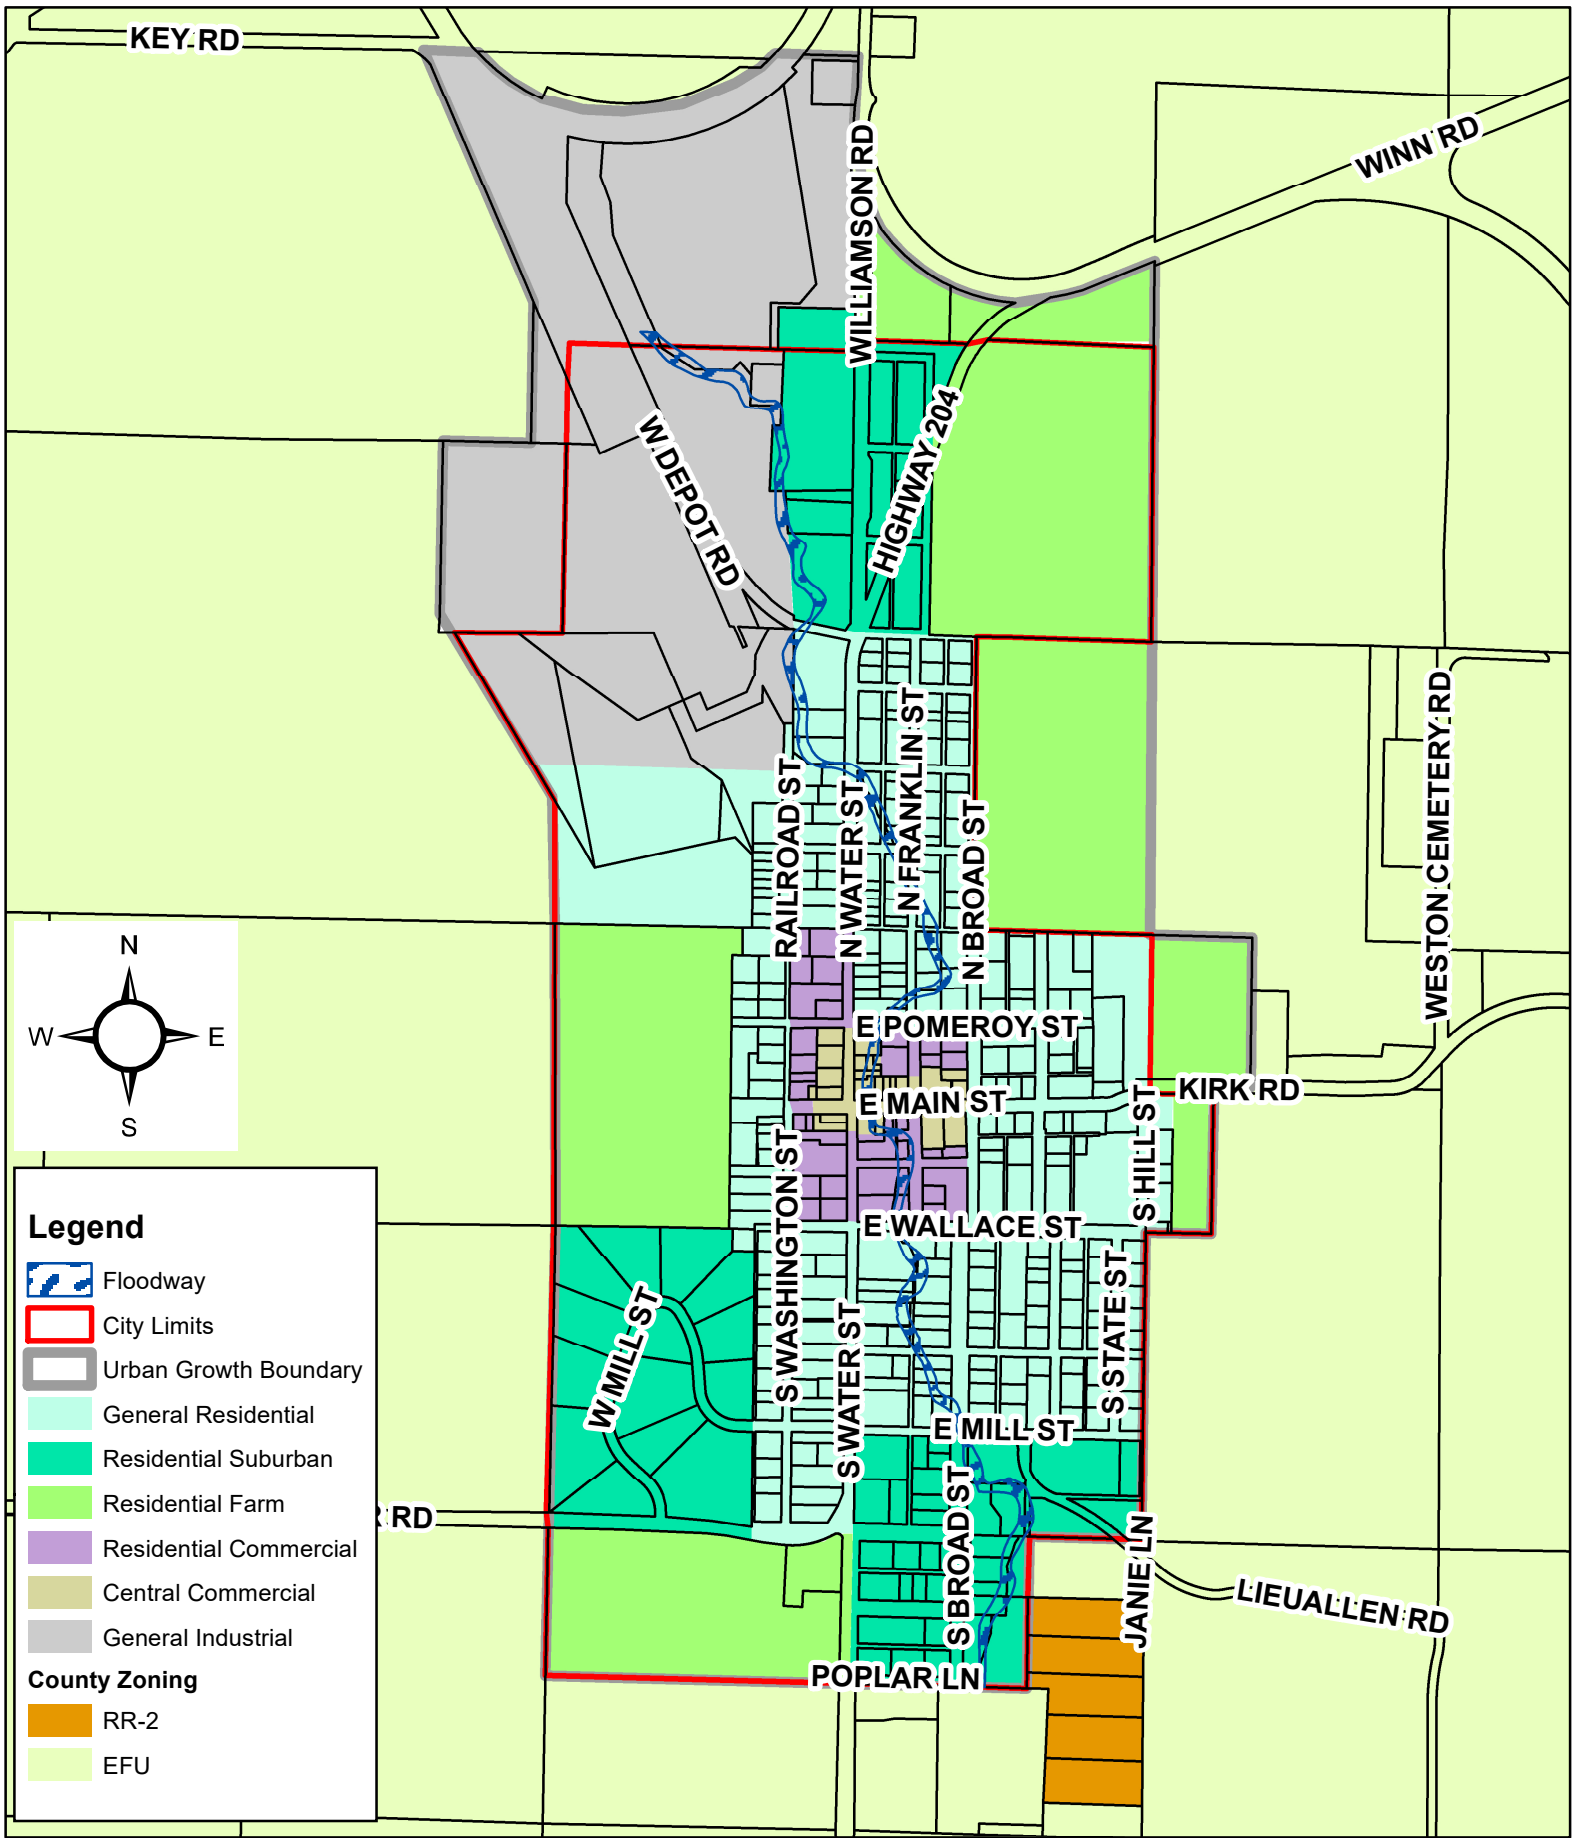 KEY RD
WINN RD
WILLIAMSON RD
HIGHWAY 204
W DEPOT RD
N FRANKLIN ST
WESTON CEMETERY RD
RAILROAD ST
N WATER ST
N BROAD ST
N
W
E
S
E POMEROY ST
KIRK RD
E MAIN ST
S HILL ST
S WASHINGTON ST
E WALLACE ST
S STATE ST
W MILL ST
S WATER ST
E MILL ST
S BROAD ST
RD
JANIE LN
LIEUALLEN RD
POPLAR LN
Legend
Floodway
City Limits
Urban Growth Boundary
General Residential
Residential Suburban
Residential Farm
Residential Commercial
Central Commercial
General Industrial
County Zoning
RR-2
EFU